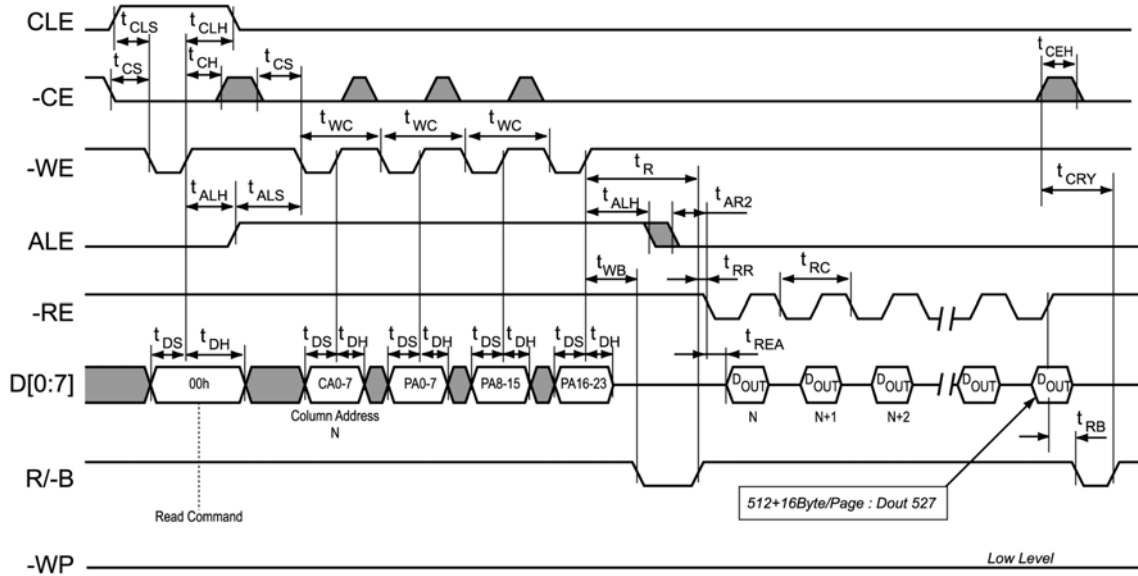 CLE
tCLS
tCLH
tCS
tCH
tCS
tCEH
-CE
tWC
tWC
tWC
-WE
tR
tCRY
tALH
tALS
tALH
tAR2
ALE
tWB
tRR
tRC
-RE
tREA
tDS
tDH
tDS
tDH
tDS
tDH
tDS
tDH
tDS
tDH
D[0:7]
00h
CA0-7
PA0-7
PA8-15
PA16-23
DOUT
DOUT
DOUT
DOUT
DOUT
Column Address
N
N
N+1
N+2
tRB
R/-B
512+16Byte/Page : Dout 527
Read Command
Low Level
-WP